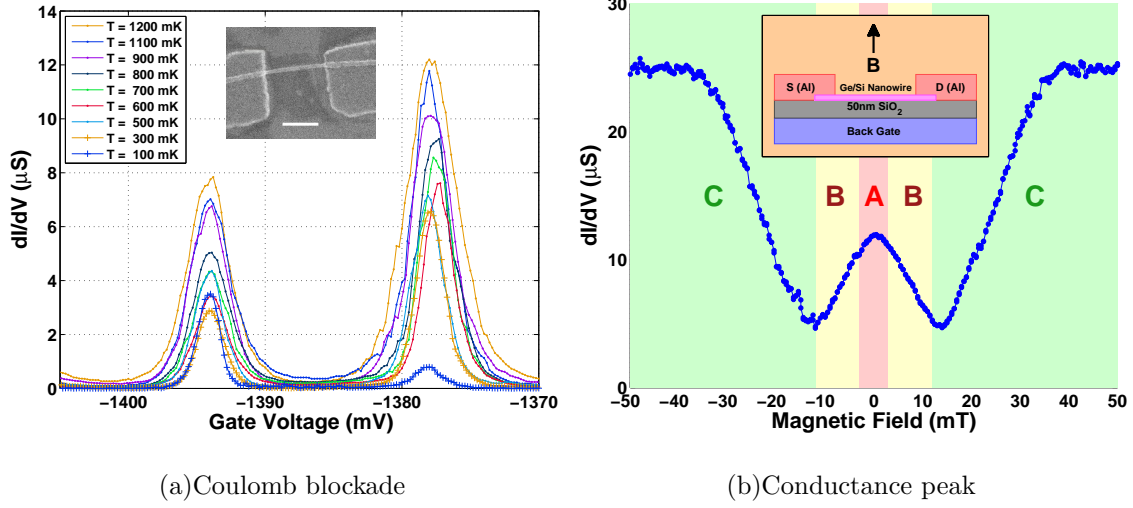 T = 1200 mK
T = 1100 mK
T = 900 mK
T = 800 mK
T = 700 mK
T = 600 mK
T = 500 mK
T = 300 mK
T = 100 mK
14
12
10
8
6
4
2
0
dI/dV (μS)
−1400
−1390
−1380
−1370
Gate Voltage (mV)
(a)Coulomb blockade
30
20
10
0
dI/dV (μS)
B
S (Al)
Ge/Si Nanowire
D (Al)
50nm SiO2
Back Gate
C
B
A
B
C
−50
−40
−30
−20
−10
0
10
20
30
40
50
Magnetic Field (mT)
(b)Conductance peak